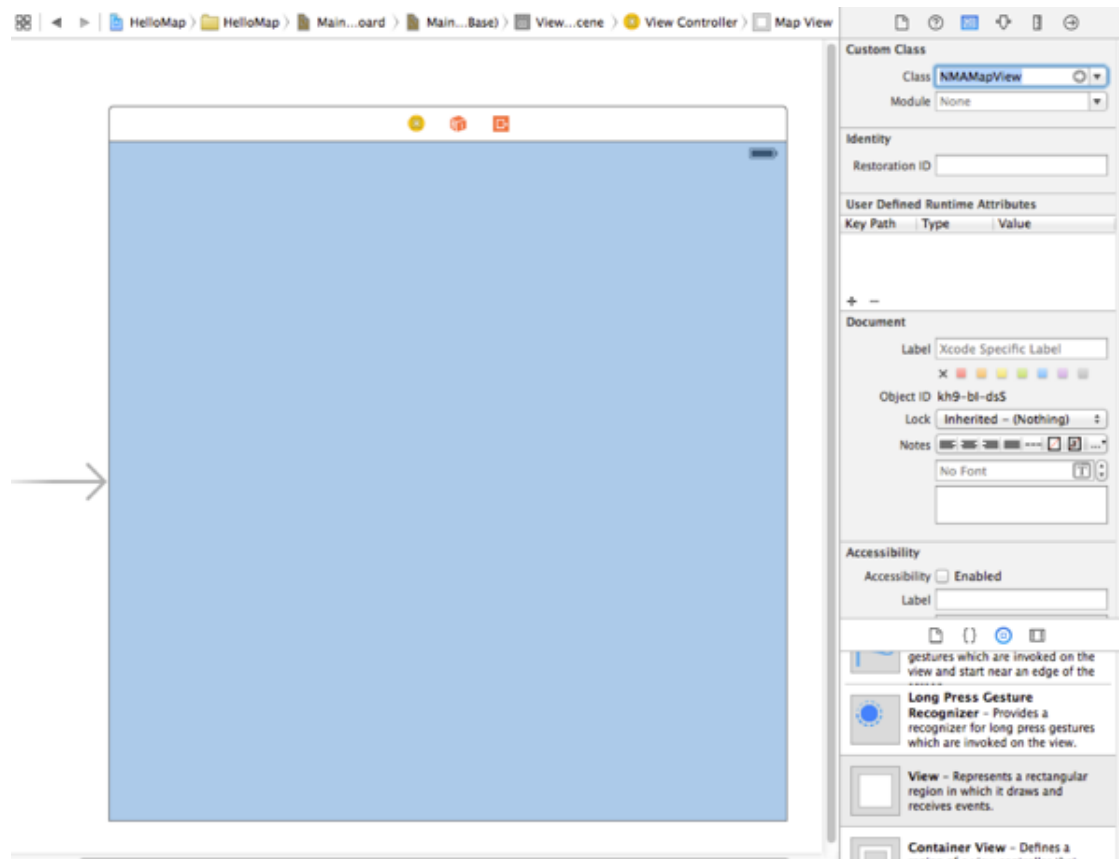 HelloMap HelloMap Main...oard Main...Base) View...cene View Controller Map View
Custom Class
Class NMAMapView
Module None
Identity
Restoration ID
User Defined Runtime Attributes
Key Path Type Value
+ −
Document
Label Xcode Specific Label
Object ID
Lock Inherited – (Nothing)
Notes
No Font
Accessibility
Accessibility Enabled
Label
gestures which are invoked on the
view and start near an edge of the
Long Press Gesture
Recognizer – Provides a
recognizer for long press gestures
which are invoked on the view.
View – Represents a rectangular
region in which it draws and
receives events.
Container View – Defines a